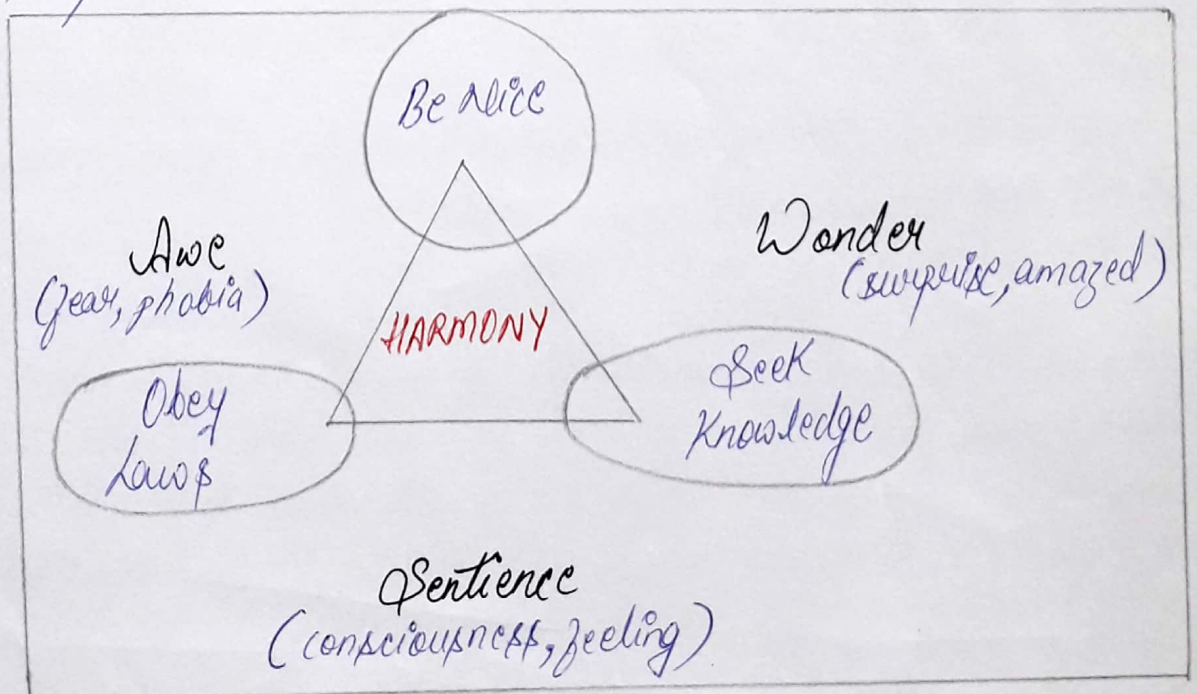 Be Nice
Awe
(fear, phobia)
Wonder
(surprise, amazed)
HARMONY
Obey
Laws
Seek
Knowledge
Sentience
(consciousness, feeling)